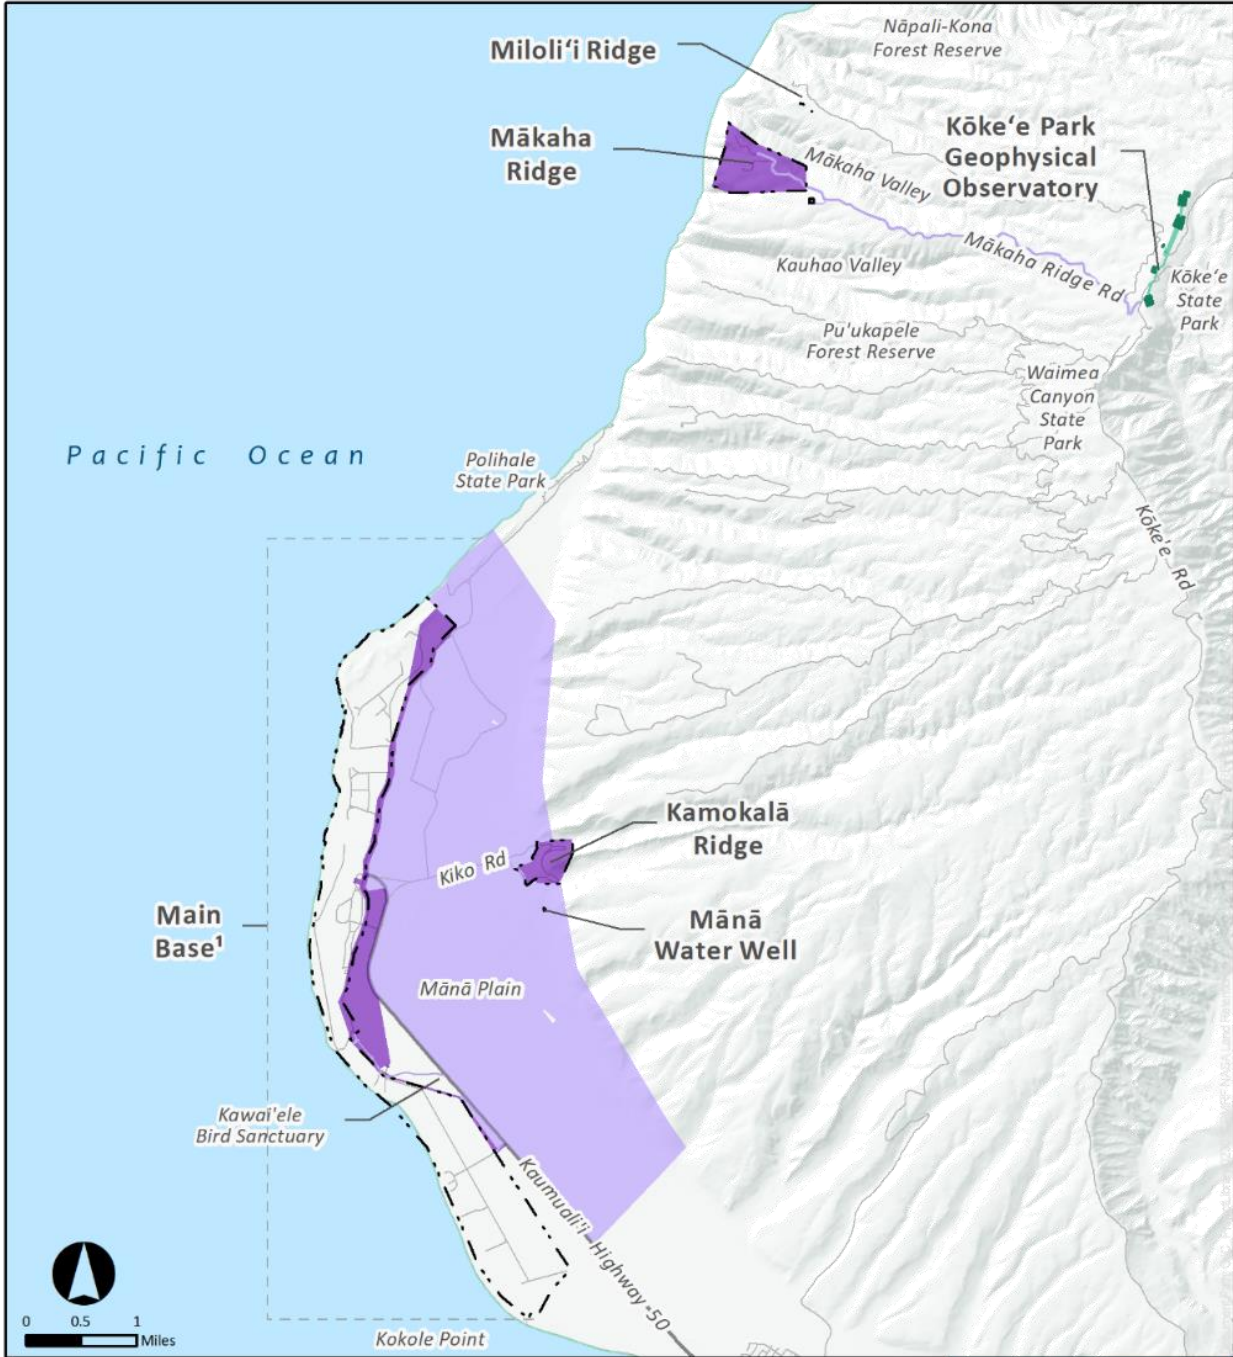 Nāpali-Kona
Forest Reserve
Miloli‘i Ridge
Mākaha
Ridge
Kōke‘e Park
Geophysical
Observatory
Mākaha Valley
Mākaha Ridge Rd
Kauhao Valley
Kōke‘e
State
Park
Pu'ukapele
Forest Reserve
Waimea
Canyon
State
Park
Pacific Ocean
Polihale
State Park
Kōke'e Rd
Kamokalā
Ridge
Kiko Rd
Main
Base¹
Mānā
Water Well
Mānā Plain
Kawai'ele
Bird Sanctuary
Kaumuali'i Highway 50
0 0.5 1
Miles
Kokole Point